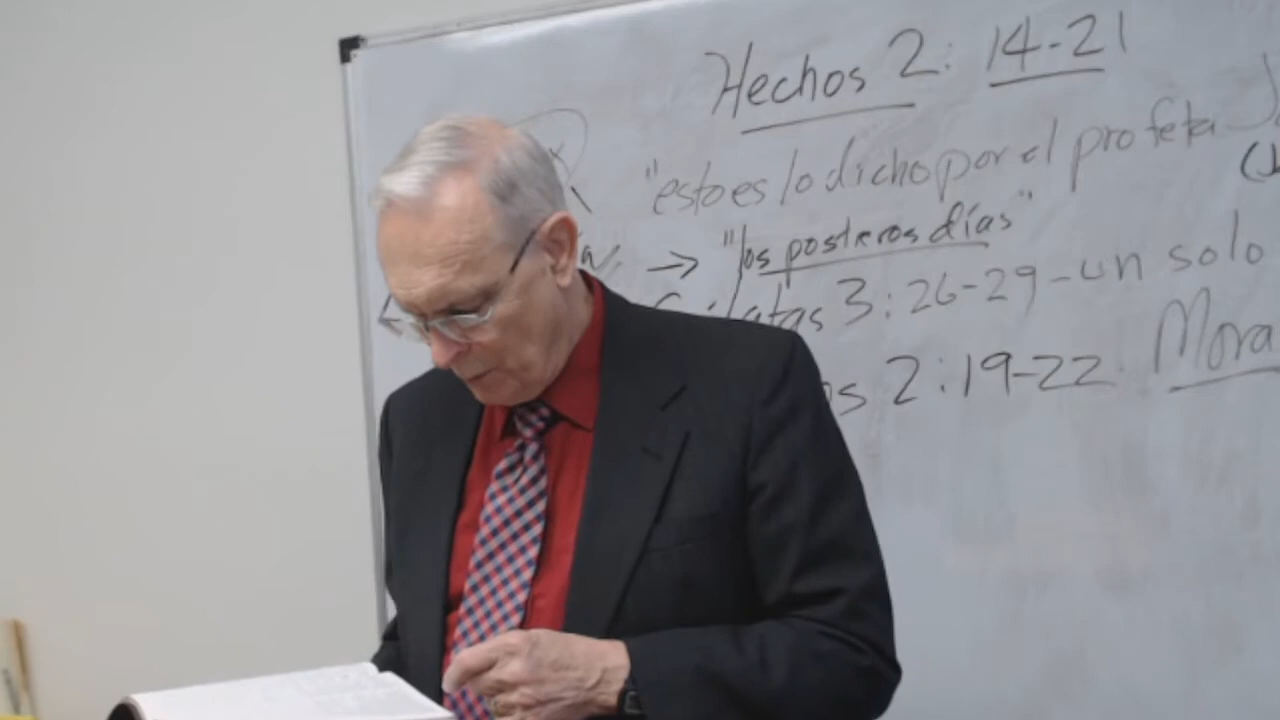 Hechos 2: 14-21
"esto es lo dicho por el profeta
→ "los posteros días"
3:26-29-un solo
2:19-22 Mora